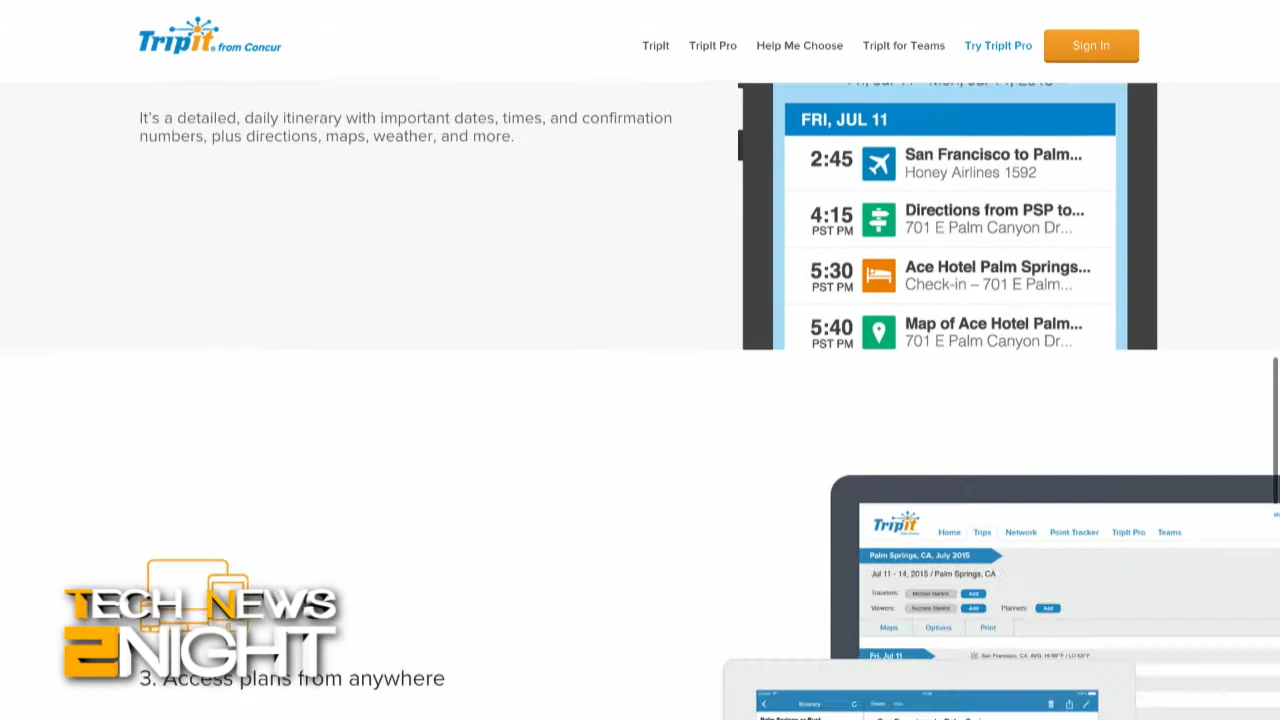 TripIt® from Concur
TripIt TripIt Pro Help Me Choose TripIt for Teams Try TripIt Pro Sign In
It's a detailed, daily itinerary with important dates, times, and confirmation
numbers, plus directions, maps, weather, and more.
FRI, JUL 11
2:45 San Francisco to Palm...
Honey Airlines 1592
4:15 Directions from PSP to...
PST PM 701 E Palm Canyon Dr...
5:30 Ace Hotel Palm Springs...
PST PM Check-in – 701 E Palm...
5:40 Map of Ace Hotel Palm...
PST PM 701 E Palm Canyon Dr...
TripIt Home Trips Network Point Tracker TripIt Pro Teams
Palm Springs, CA, July 2015
Jul 11 - 14, 2015 / Palm Springs, CA
Travelers: Add
Viewers: Add Planners: Add
Maps Options Print
Fri, Jul 11 San Francisco, CA
TECH NEWS
2NIGHT
3. Access plans from anywhere
Itinerary